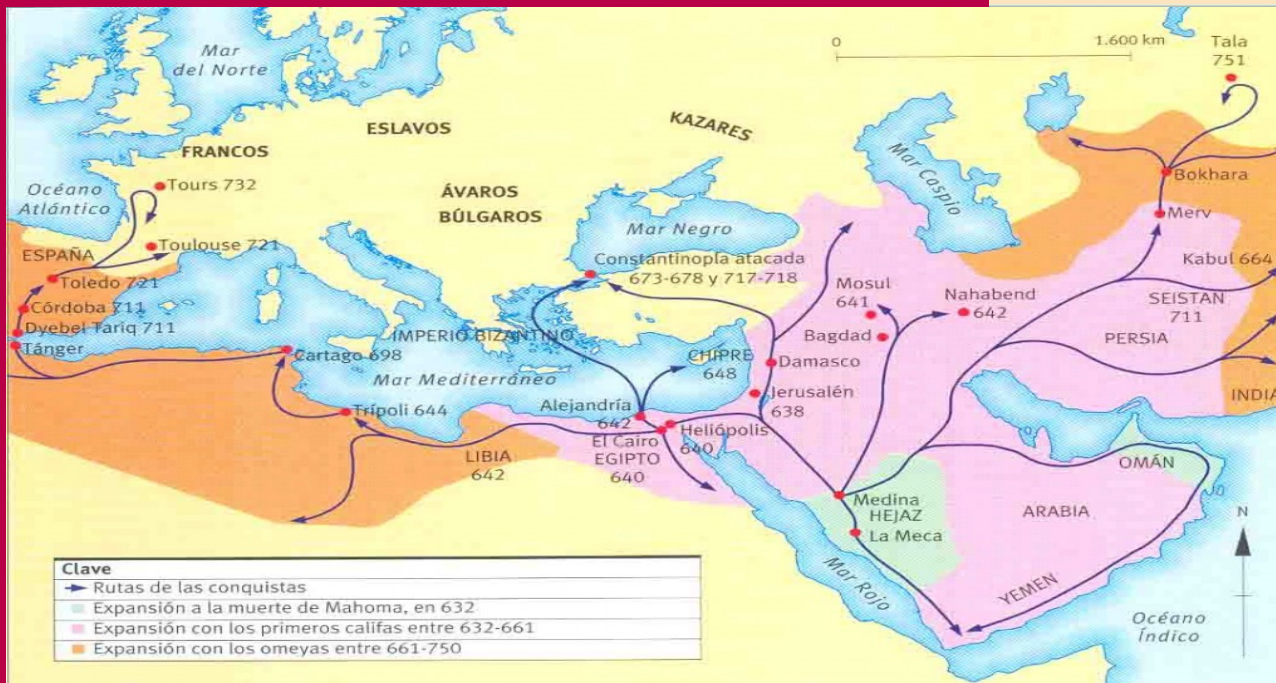 Mar
del Norte
0
1.600 km
Tala
751
ESLAVOS
KAZARES
FRANCOS
Océano
Atlántico
Tours 732
ÁVAROS
BÚLGAROS
Mar Caspio
Bokhara
Mar Negro
Merv
ESPAÑA
Toulouse 721
Toledo 721
Córdoba 711
Dyebel Tariq 711
Tánger
Constantinopla atacada
673-678 y 717-718
Mosul
641
Bagdad
Nahabend
642
Kabul 664
SEISTAN
711
PERSIA
INDIA
IMPERIO BIZANTINO
Cartago 698
CHIPRE
648
Damasco
Mar Mediterráneo
Jerusalén
638
Trípoli 644
Alejandría
642
Heliópolis
640
El Cairo
EGIPTO
640
LIBIA
642
OMÁN
Medina
HEJAZ
La Meca
ARABIA
N
Mar Rojo
YEMEN
Océano
Índico
Clave
Rutas de las conquistas
Expansión a la muerte de Mahoma, en 632
Expansión con los primeros califas entre 632-661
Expansión con los omeyas entre 661-750